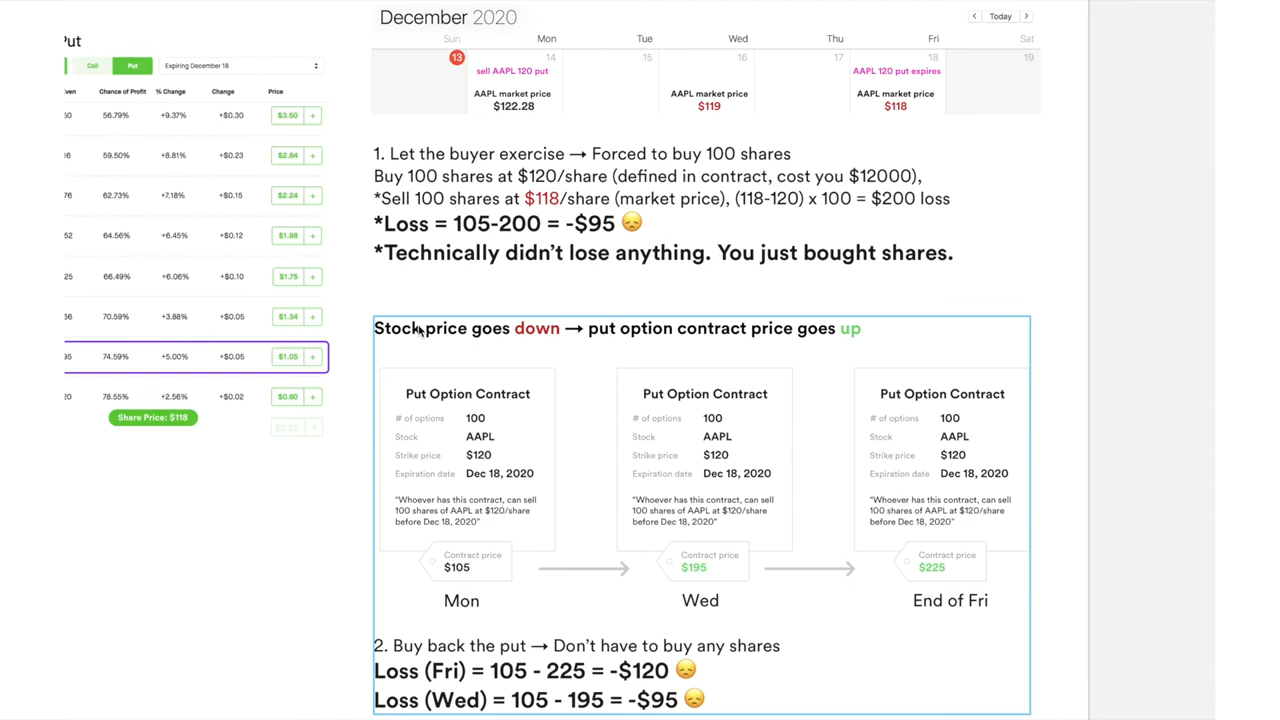 Put
Call
Put
Expiring December 18
ven
Chance of Profit
% Change
Change
Price
50
56.79%
+9.37%
+$0.30
$3.50
+
6
59.50%
+8.81%
+$0.23
$2.84
+
76
62.73%
+7.18%
+$0.15
$2.24
+
52
64.56%
+6.45%
+$0.12
$1.98
+
25
66.49%
+6.06%
+$0.10
$1.75
+
66
70.59%
+3.88%
+$0.05
$1.34
+
95
74.59%
+5.00%
+$0.05
$1.05
+
20
78.55%
+2.56%
+$0.02
$0.80
+
Share Price: $118
December 2020
Today
Sun
Mon
Tue
Wed
Thu
Fri
Sat
13
14
15
16
17
18
19
sell AAPL 120 put
AAPL 120 put expires
AAPL market price
$122.28
AAPL market price
$119
AAPL market price
$118
1. Let the buyer exercise → Forced to buy 100 shares
Buy 100 shares at $120/share (defined in contract, cost you $12000),
*Sell 100 shares at $118/share (market price), (118-120) x 100 = $200 loss
*Loss = 105-200 = -$95 😞
*Technically didn't lose anything. You just bought shares.
Stock price goes down → put option contract price goes up
Put Option Contract
# of options 100
Stock AAPL
Strike price $120
Expiration date Dec 18, 2020
"Whoever has this contract, can sell
100 shares of AAPL at $120/share
before Dec 18, 2020"
Contract price
$105
Mon
Put Option Contract
# of options 100
Stock AAPL
Strike price $120
Expiration date Dec 18, 2020
"Whoever has this contract, can sell
100 shares of AAPL at $120/share
before Dec 18, 2020"
Contract price
$195
Wed
Put Option Contract
# of options 100
Stock AAPL
Strike price $120
Expiration date Dec 18, 2020
"Whoever has this contract, can sell
100 shares of AAPL at $120/share
before Dec 18, 2020"
Contract price
$225
End of Fri
2. Buy back the put → Don't have to buy any shares
Loss (Fri) = 105 - 225 = -$120 😞
Loss (Wed) = 105 - 195 = -$95 😞